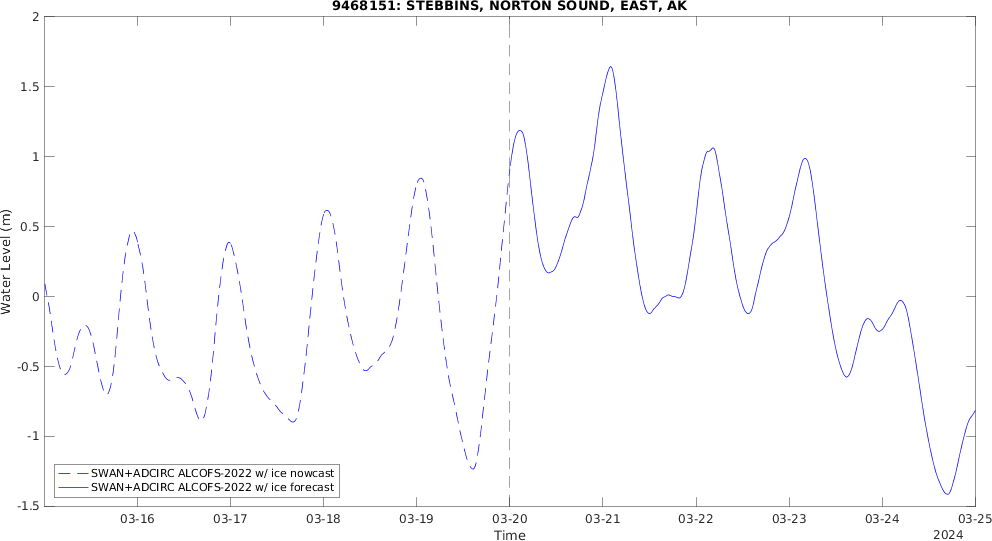 9468151: STEBBINS, NORTON SOUND, EAST, AK
2
1.5
1
0.5
0
-0.5
-1
-1.5
Water Level (m)
SWAN+ADCIRC ALCOFS-2022 w/ ice nowcast
SWAN+ADCIRC ALCOFS-2022 w/ ice forecast
03-16 03-17 03-18 03-19 03-20 03-21 03-22 03-23 03-24 03-25
Time
2024